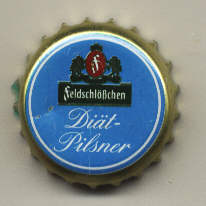 F
Feldschlößchen
Diät-
Pilsner